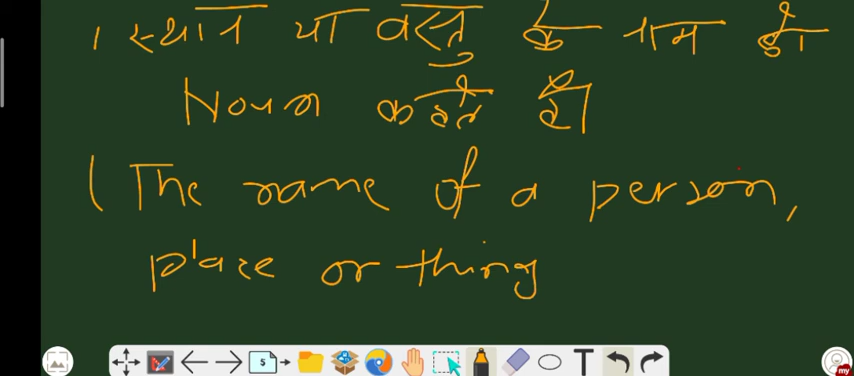 । स्थान या वस्तु के नाम को
Noun कहते हैं।
(The name of a person,
place or thing